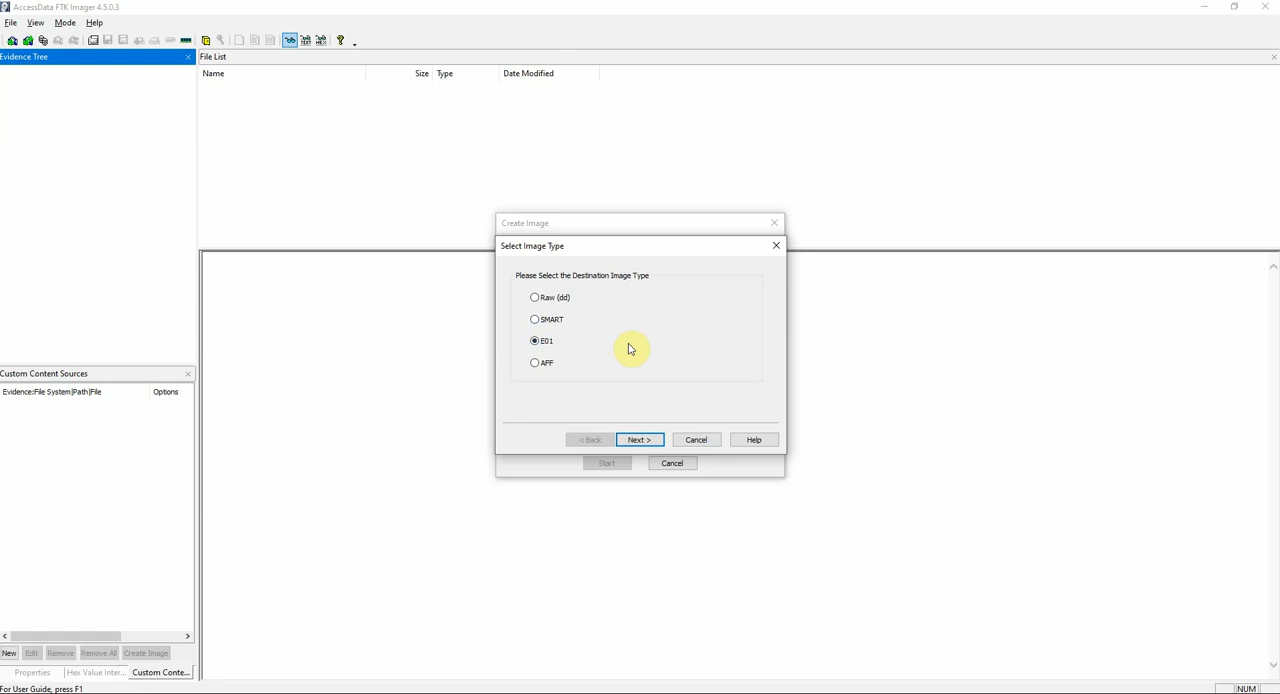 AccessData FTK Imager 4.5.0.3
File View Mode Help
Evidence Tree
File List
Name Size Type Date Modified
Create Image
Select Image Type
Please Select the Destination Image Type
Raw (dd)
SMART
E01
AFF
< Back Next > Cancel Help
Start Cancel
Custom Content Sources
Evidence:File System|Path|File Options
New Edit Remove Remove All Create Image
Properties Hex Value Inter... Custom Conte...
For User Guide, press F1
NUM